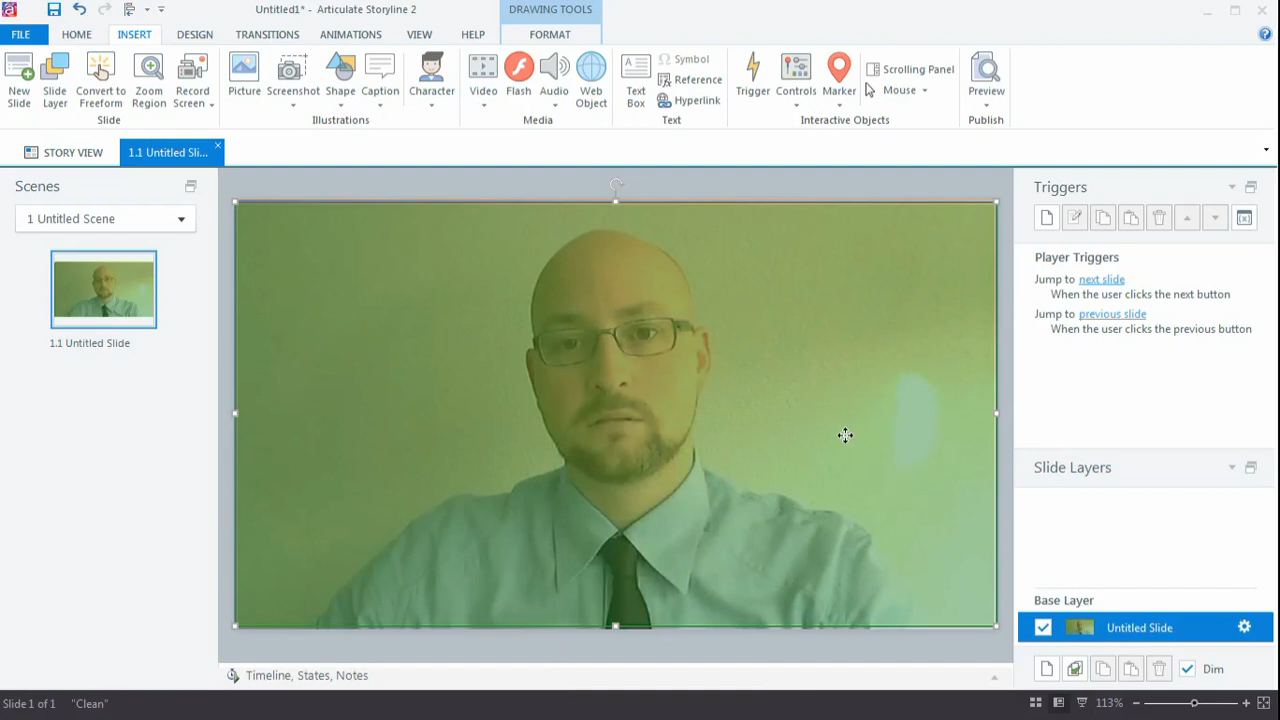 Untitled1* - Articulate Storyline 2
DRAWING TOOLS
FILE HOME INSERT DESIGN TRANSITIONS ANIMATIONS VIEW HELP FORMAT
New Slide
Slide Layer
Convert to Freeform
Zoom Region
Record Screen
Slide
Picture
Screenshot
Shape
Caption
Character
Illustrations
Video
Flash
Audio
Web Object
Media
Text Box
Symbol
Reference
Hyperlink
Text
Trigger
Controls
Marker
Scrolling Panel
Mouse
Interactive Objects
Preview
Publish
STORY VIEW
1.1 Untitled Sli...
Scenes
1 Untitled Scene
1.1 Untitled Slide
Triggers
Player Triggers
Jump to next slide
When the user clicks the next button
Jump to previous slide
When the user clicks the previous button
Slide Layers
Base Layer
Untitled Slide
Dim
Timeline, States, Notes
Slide 1 of 1 "Clean"
113%